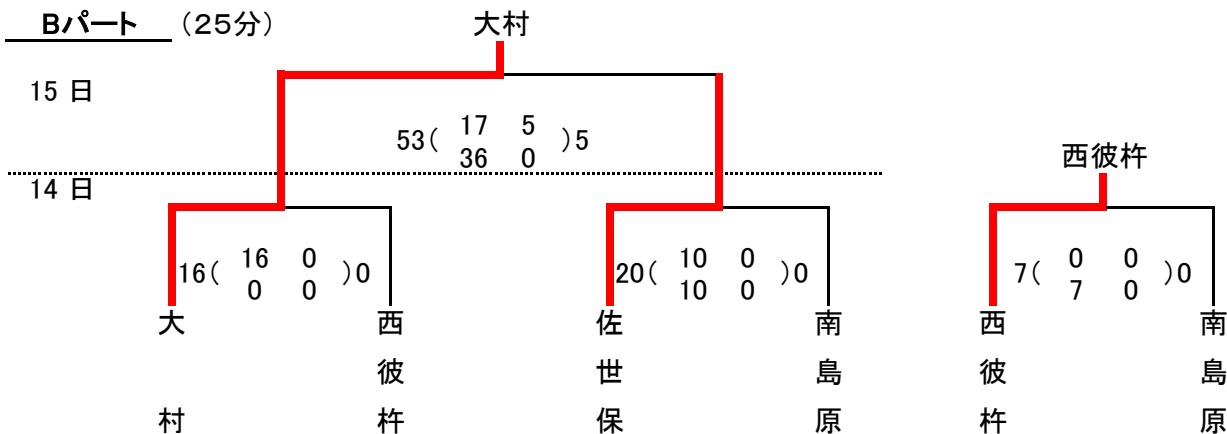 Bパート (25分)
大村
15 日
53( 17 5 )5
36 0
西彼杵
14 日
16( 16 0 )0
0 0
20( 10 0 )0
10 0
7( 0 0 )0
7 0
大村
西彼杵
佐世保
南島原
西彼杵
南島原